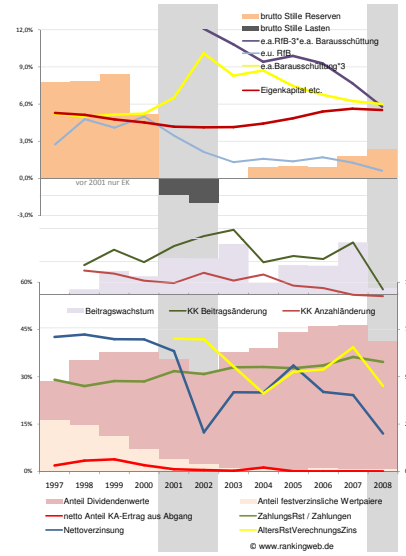 brutto Stille Reserven
brutto Stille Lasten
e.a.RfB-3*e.a. Barausschüttung
e.u. RfB
e.a.Barausschüttung*3
Eigenkapital etc.
12,0%
9,0%
6,0%
3,0%
0,0%
vor 2001 nur EK
-3,0%
Beitragswachstum
KK Beitragsänderung
KK Anzahländerung
60%
45%
30%
15%
0%
1997 1998 1999 2000 2001 2002 2003 2004 2005 2006 2007 2008
Anteil Dividendenwerte
Anteil festverzinsliche Wertpaiere
netto Anteil KA-Ertrag aus Abgang
ZahlungsRst / Zahlungen
Nettoverzinsung
AltersRstVerechnungsZins
© www.rankingweb.de